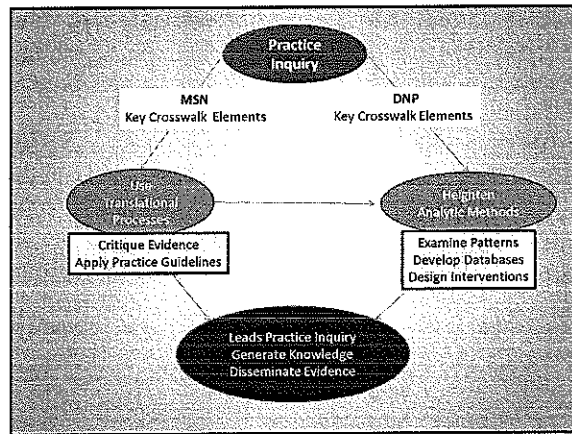 Practice
Inquiry
MSN
Key Crosswalk Elements
DNP
Key Crosswalk Elements
Use
Translational
Processes
Heighten
Analytic Methods
Critique Evidence
Apply Practice Guidelines
Examine Patterns
Develop Databases
Design Interventions
Leads Practice Inquiry
Generate Knowledge
Disseminate Evidence